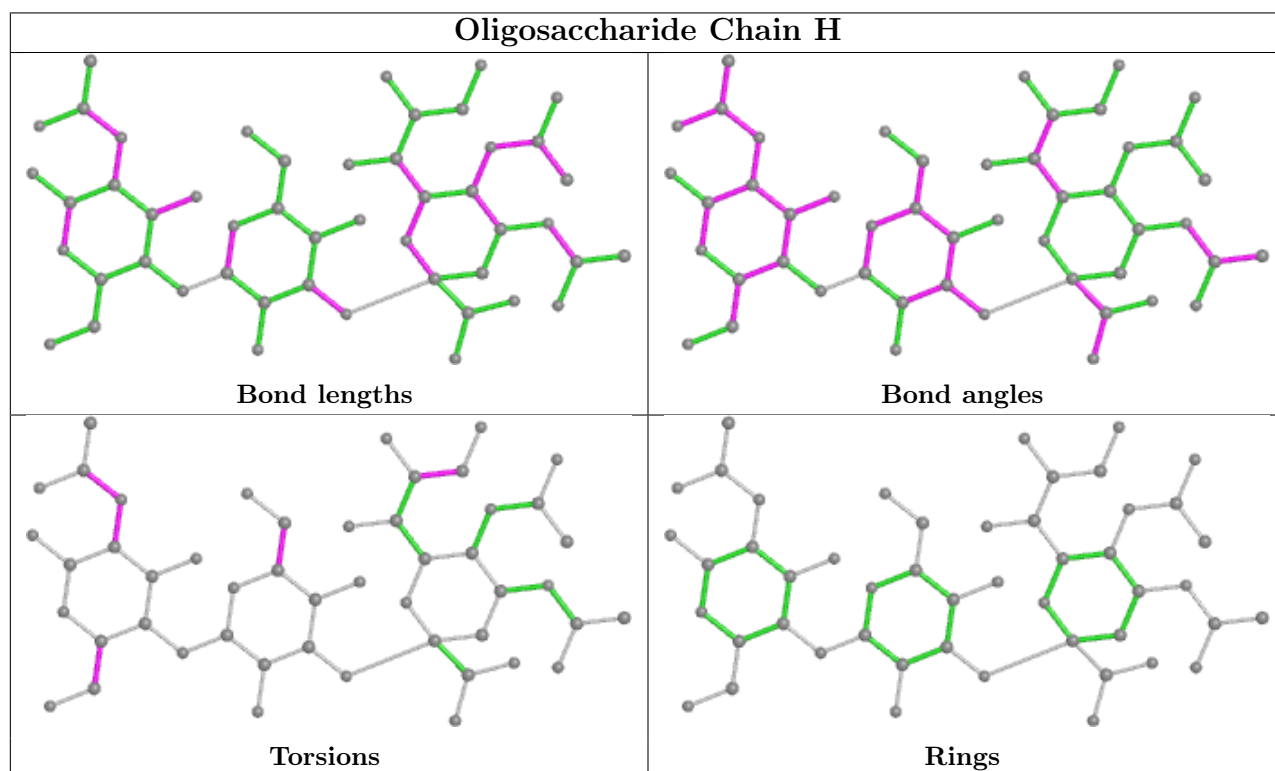 Oligosaccharide Chain H
Bond lengths
Bond angles
Torsions
Rings